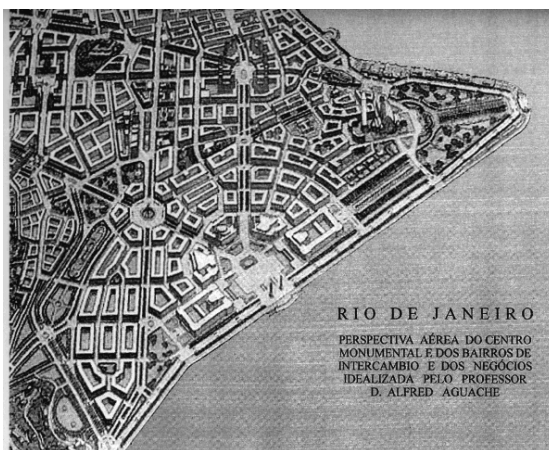 RIO DE JANEIRO
PERSPECTIVA AÉREA DO CENTRO
MONUMENTAL E DOS BAIRROS DE
INTERCAMBIO E DOS NEGÓCIOS
IDEALIZADA PELO PROFESSOR
D. ALFRED AGUACHE